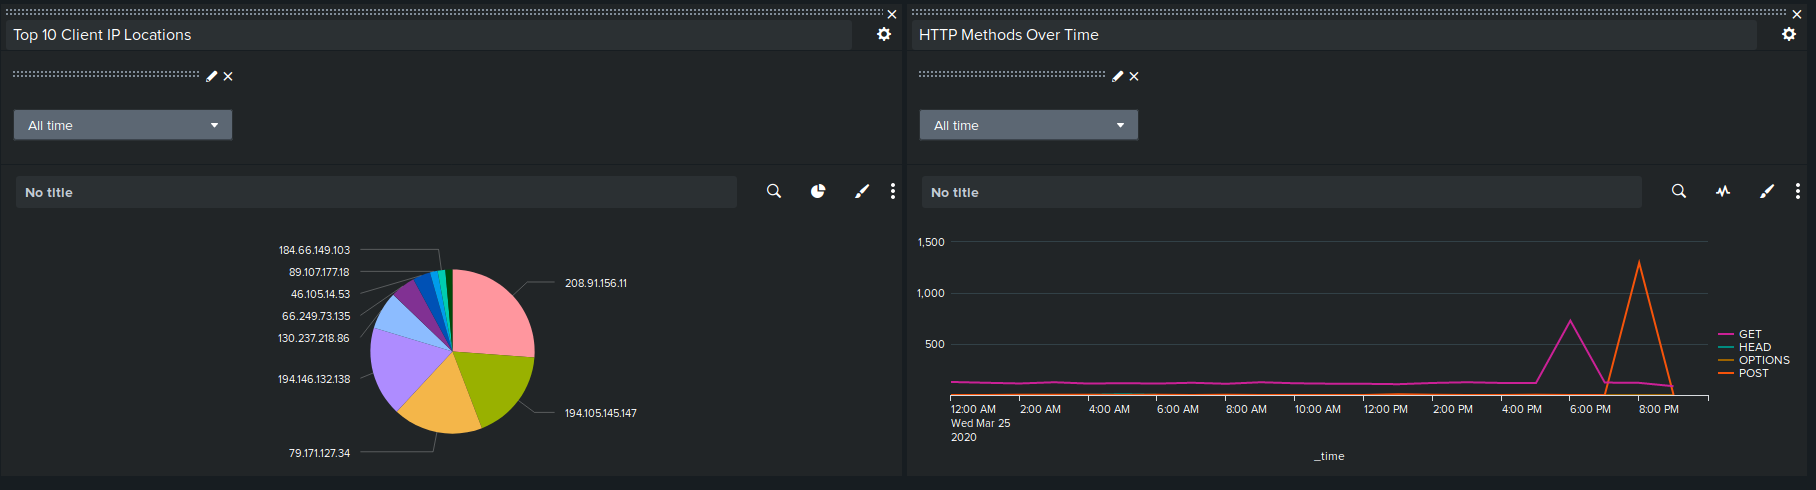 Top 10 Client IP Locations
All time
No title
184.66.149.103
89.107.177.18
46.105.14.53
66.249.73.135
130.237.218.86
194.146.132.138
79.171.127.34
208.91.156.11
194.105.145.147
HTTP Methods Over Time
All time
No title
1,500
1,000
500
12:00 AM 2:00 AM 4:00 AM 6:00 AM 8:00 AM 10:00 AM 12:00 PM 2:00 PM 4:00 PM 6:00 PM 8:00 PM
Wed Mar 25
2020
_time
GET
HEAD
OPTIONS
POST